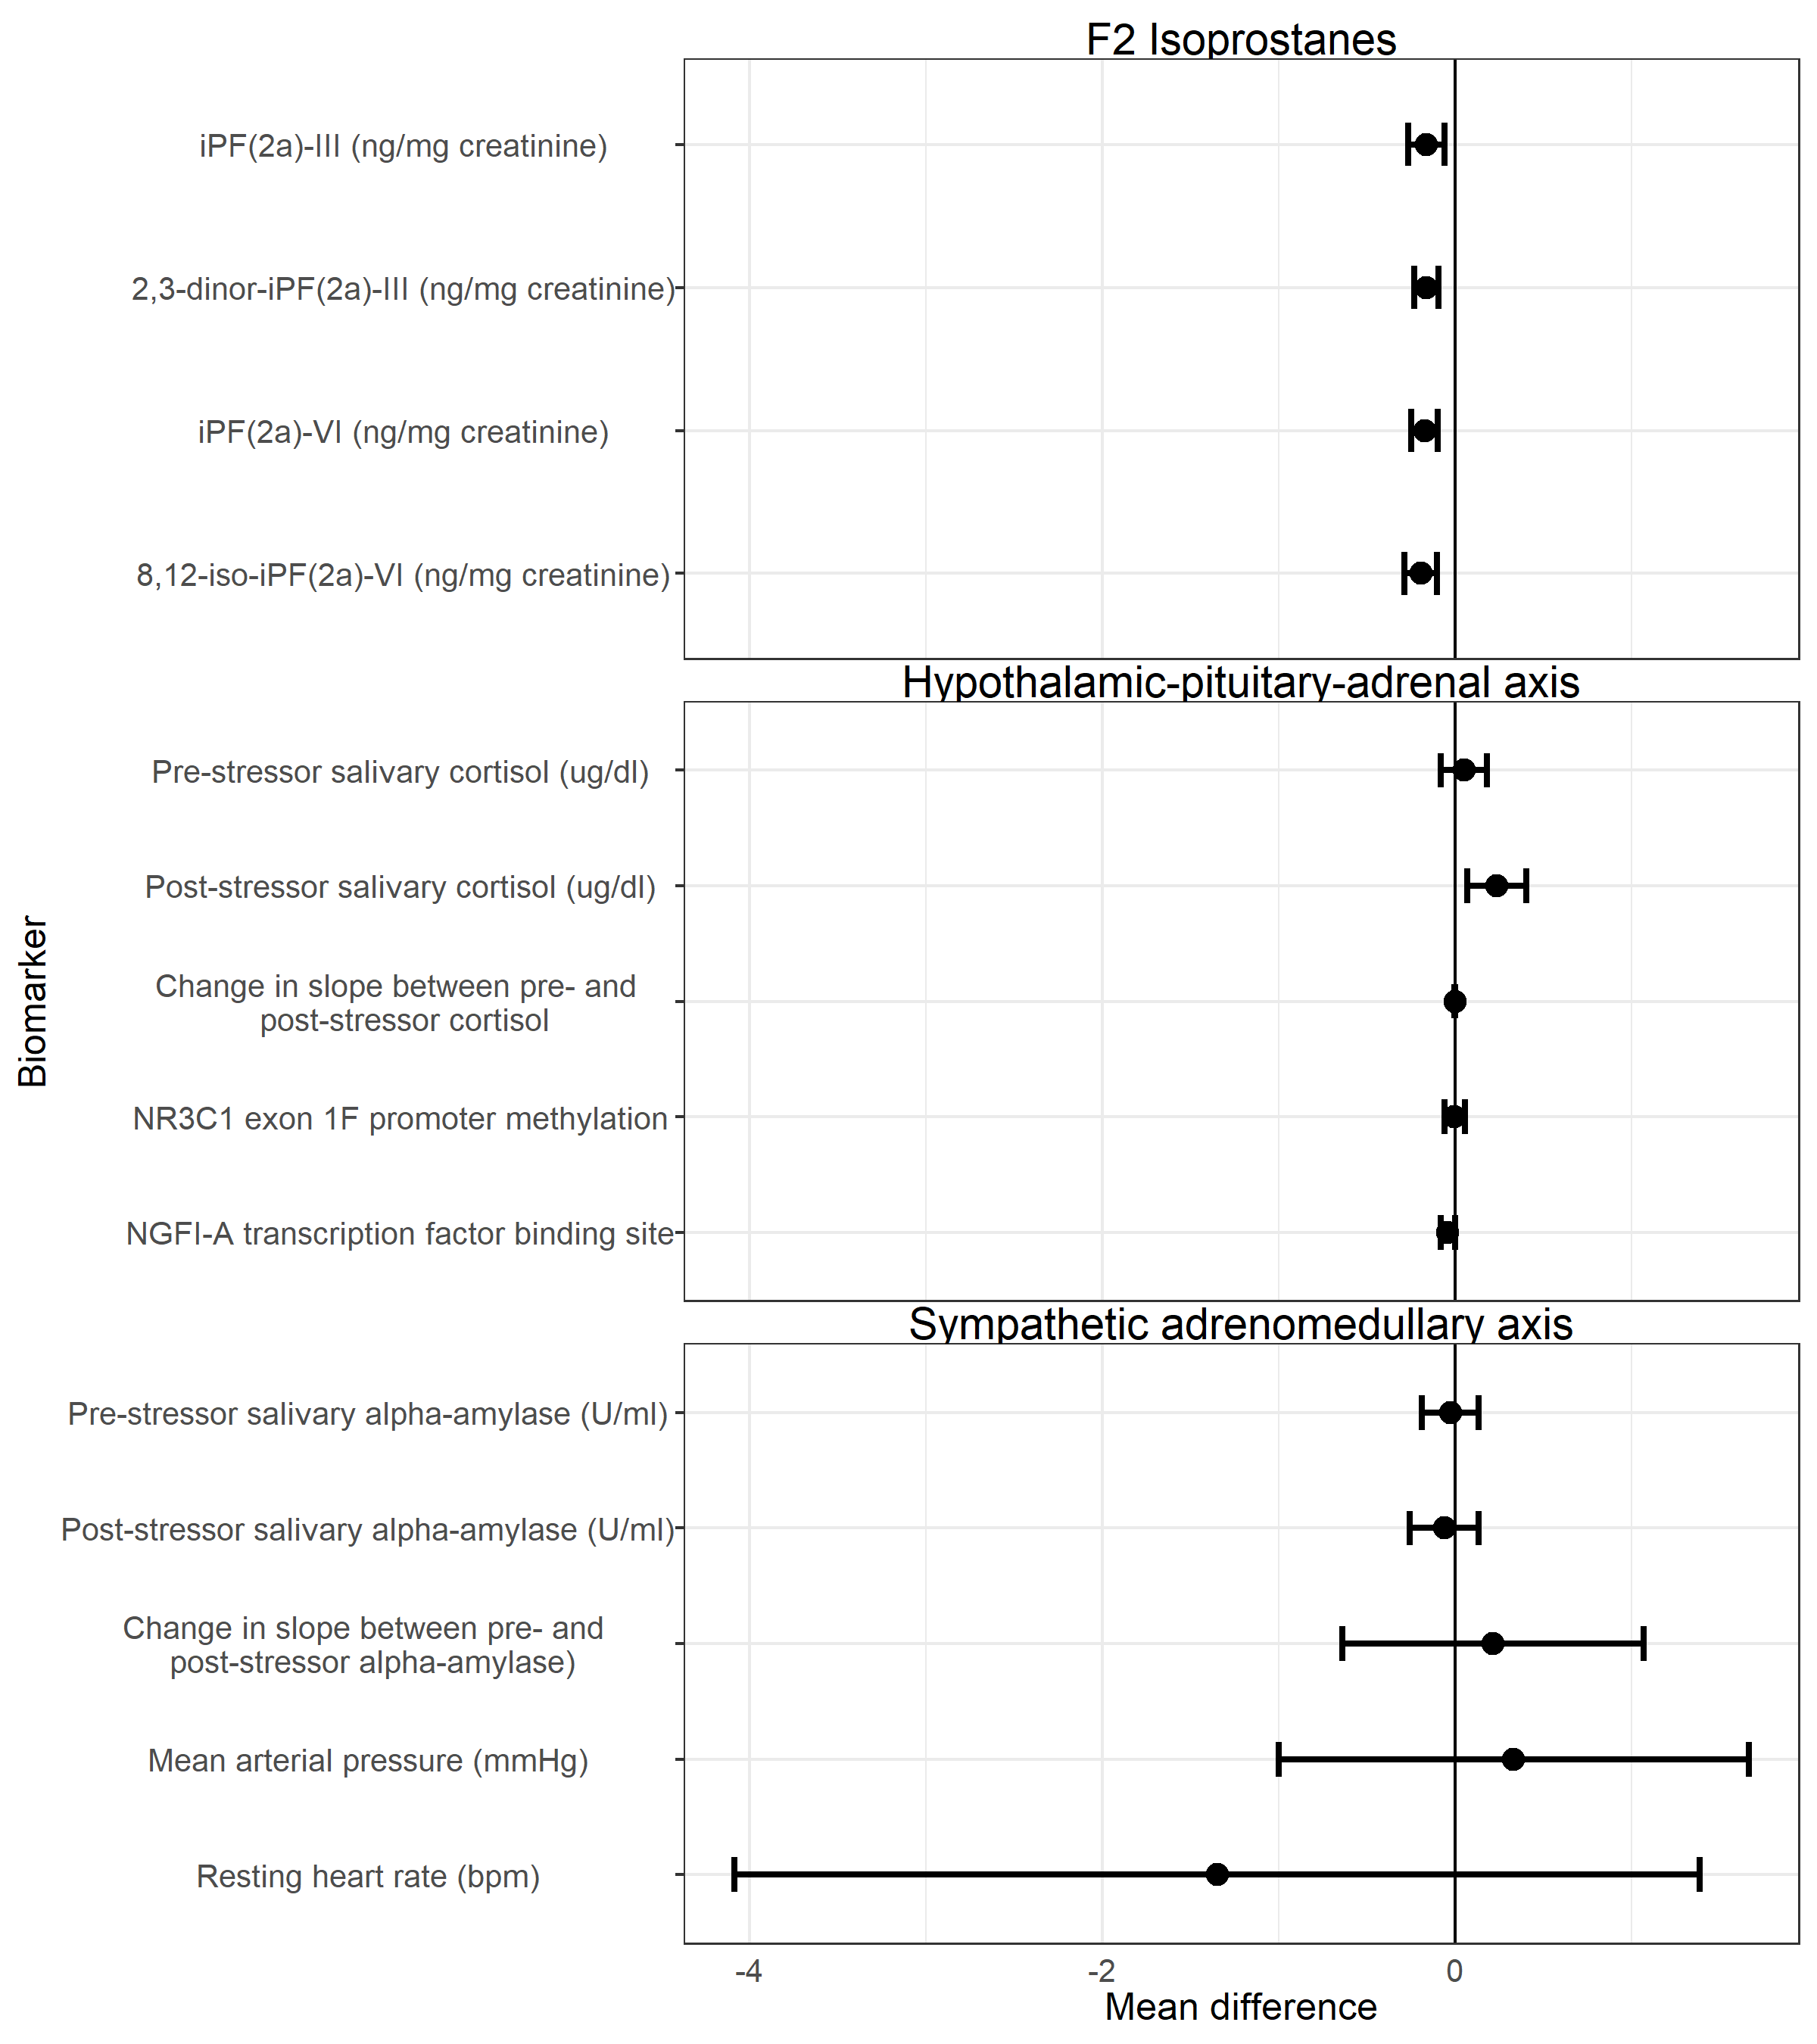 F2 Isoprostanes
iPF(2a)-III (ng/mg creatinine)
2,3-dinor-iPF(2a)-III (ng/mg creatinine)
iPF(2a)-VI (ng/mg creatinine)
8,12-iso-iPF(2a)-VI (ng/mg creatinine)
Hypothalamic-pituitary-adrenal axis
Pre-stressor salivary cortisol (ug/dl)
Post-stressor salivary cortisol (ug/dl)
Change in slope between pre- and
post-stressor cortisol
NR3C1 exon 1F promoter methylation
NGFI-A transcription factor binding site
Biomarker
Sympathetic adrenomedullary axis
Pre-stressor salivary alpha-amylase (U/ml)
Post-stressor salivary alpha-amylase (U/ml)
Change in slope between pre- and
post-stressor alpha-amylase)
Mean arterial pressure (mmHg)
Resting heart rate (bpm)
-4 -2 0
Mean difference